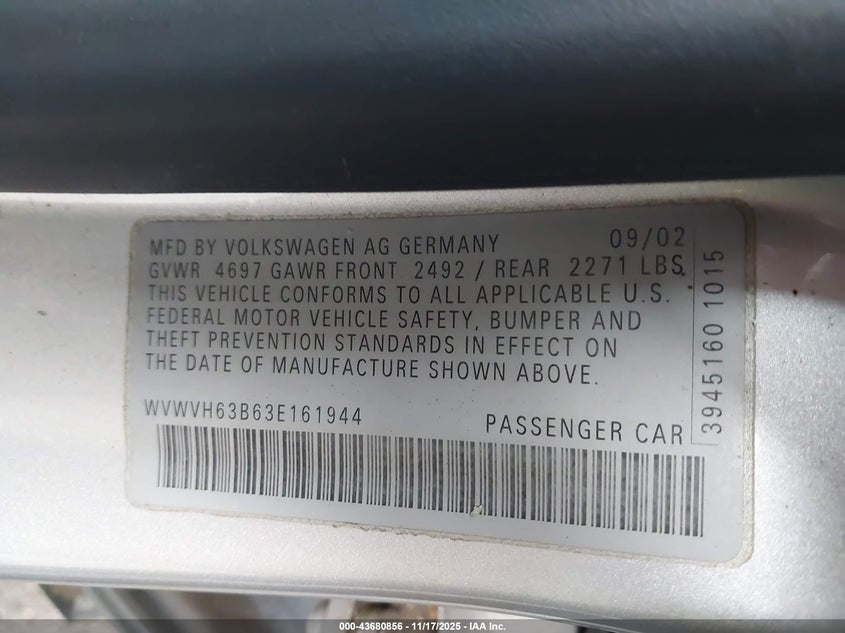 MFD BY VOLKSWAGEN AG GERMANY 09/02
GVWR 4697 GAWR FRONT 2492 / REAR 2271 LBS
THIS VEHICLE CONFORMS TO ALL APPLICABLE U.S.
FEDERAL MOTOR VEHICLE SAFETY, BUMPER AND
THEFT PREVENTION STANDARDS IN EFFECT ON
THE DATE OF MANUFACTURE SHOWN ABOVE.
WVWVH63B63E161944 PASSENGER CAR
3945160 1015
000-43680856 - 11/17/2025 - IAA Inc.